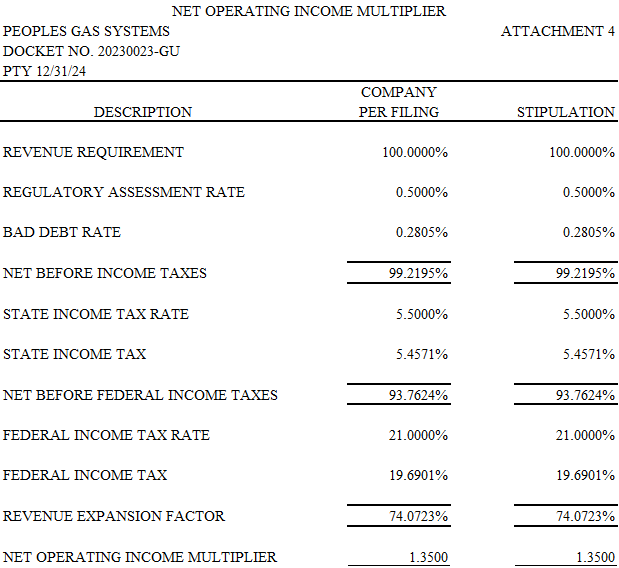 NET OPERATING INCOME MULTIPLIER
PEOPLES GAS SYSTEMS ATTACHMENT 4
DOCKET NO. 20230023-GU
PTY 12/31/24
COMPANY
DESCRIPTION PER FILING STIPULATION
REVENUE REQUIREMENT 100.0000% 100.0000%
REGULATORY ASSESSMENT RATE 0.5000% 0.5000%
BAD DEBT RATE 0.2805% 0.2805%
NET BEFORE INCOME TAXES 99.2195% 99.2195%
STATE INCOME TAX RATE 5.5000% 5.5000%
STATE INCOME TAX 5.4571% 5.4571%
NET BEFORE FEDERAL INCOME TAXES 93.7624% 93.7624%
FEDERAL INCOME TAX RATE 21.0000% 21.0000%
FEDERAL INCOME TAX 19.6901% 19.6901%
REVENUE EXPANSION FACTOR 74.0723% 74.0723%
NET OPERATING INCOME MULTIPLIER 1.3500 1.3500